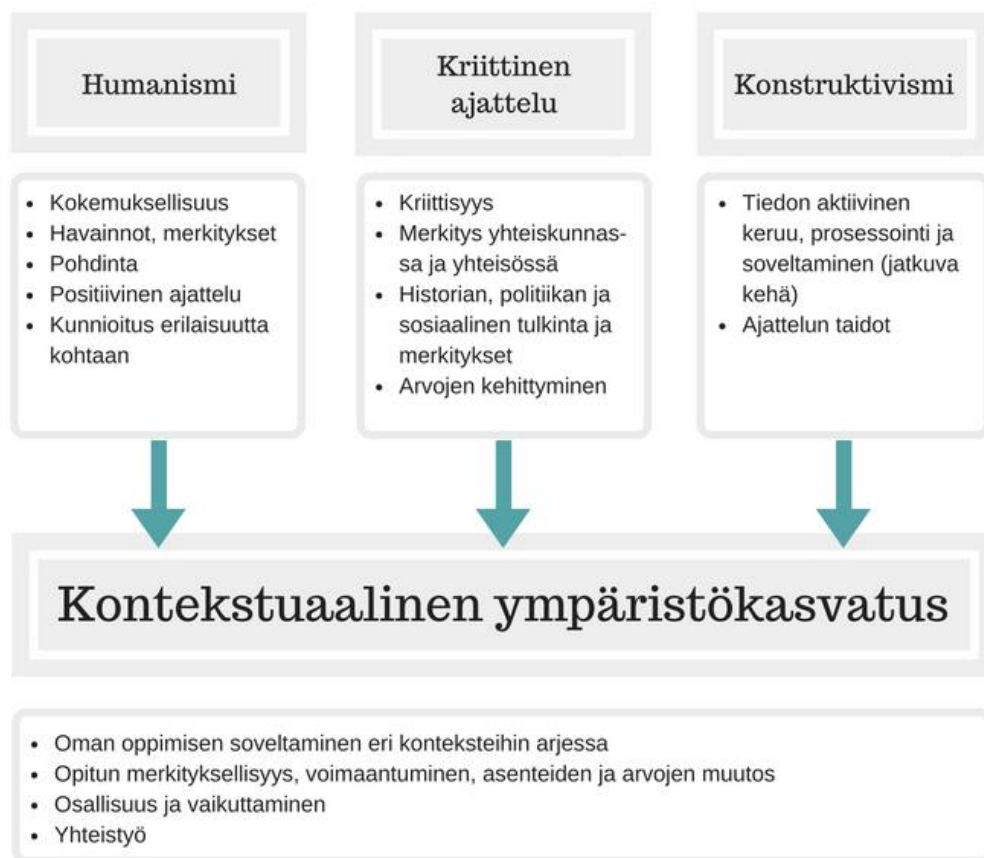 Humanismi
• Kokemuksellisuus
• Havainnot, merkitykset
• Pohdinta
• Positiivinen ajattelu
• Kunnioitus erilaisuutta
kohtaan
Kriittinen
ajattelu
• Kriittisyys
• Merkitys yhteiskunnas-
sa ja yhteisössä
• Historian, politiikan ja
sosiaalinen tulkinta ja
merkitykset
• Arvojen kehittyminen
Konstruktivismi
• Tiedon aktiivinen
keruu, prosessointi ja
soveltaminen (jatkuva
kehä)
• Ajattelun taidot
Kontekstuaalinen ympäristökasvatus
• Oman oppimisen soveltaminen eri konteksteihin arjessa
• Opitun merkityksellisyys, voimaantuminen, asenteiden ja arvojen muutos
• Osallisuus ja vaikuttaminen
• Yhteistyö